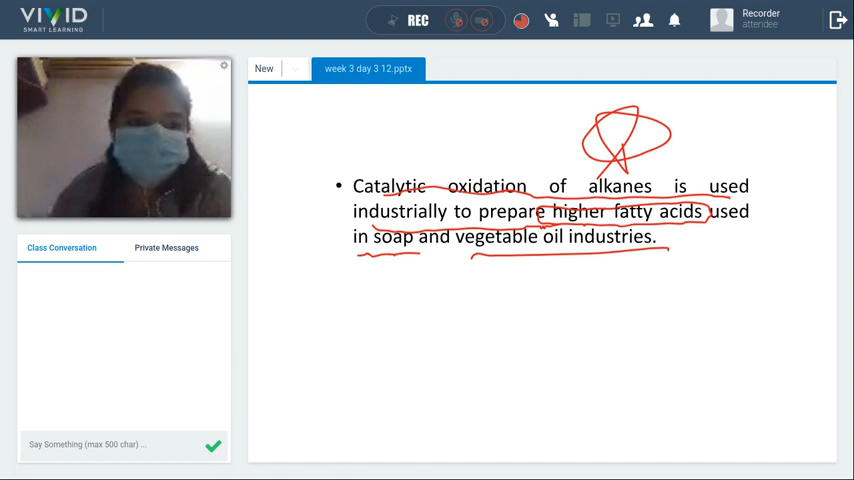 VIVID
SMART LEARNING
REC
Recorder
attendee
New
week 3 day 3 12.pptx
• Catalytic oxidation of alkanes is used
industrially to prepare higher fatty acids used
in soap and vegetable oil industries.
Class Conversation
Private Messages
Say Something (max 500 char) ...